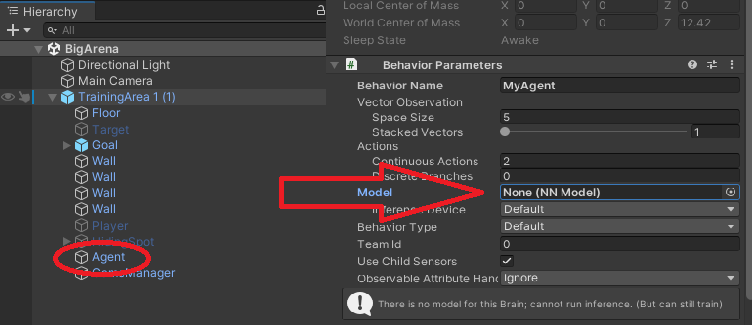 Hierarchy
All
BigArena
Directional Light
Main Camera
TrainingArea 1 (1)
Floor
Target
Goal
Wall
Wall
Wall
Wall
Player
HidingSpot
Agent
GameManager
Local Center of Mass X 0 Y 0 Z 0
World Center of Mass X 0 Y 0 Z 12.42
Sleep State Awake
# Behavior Parameters
Behavior Name MyAgent
Vector Observation
Space Size 5
Stacked Vectors 1
Actions
Continuous Actions 2
Discrete Branches 0
Model None (NN Model)
Inference Device Default
Behavior Type Default
Team Id 0
Use Child Sensors
Observable Attribute Hand Ignore
There is no model for this Brain; cannot run inference. (But can still train)